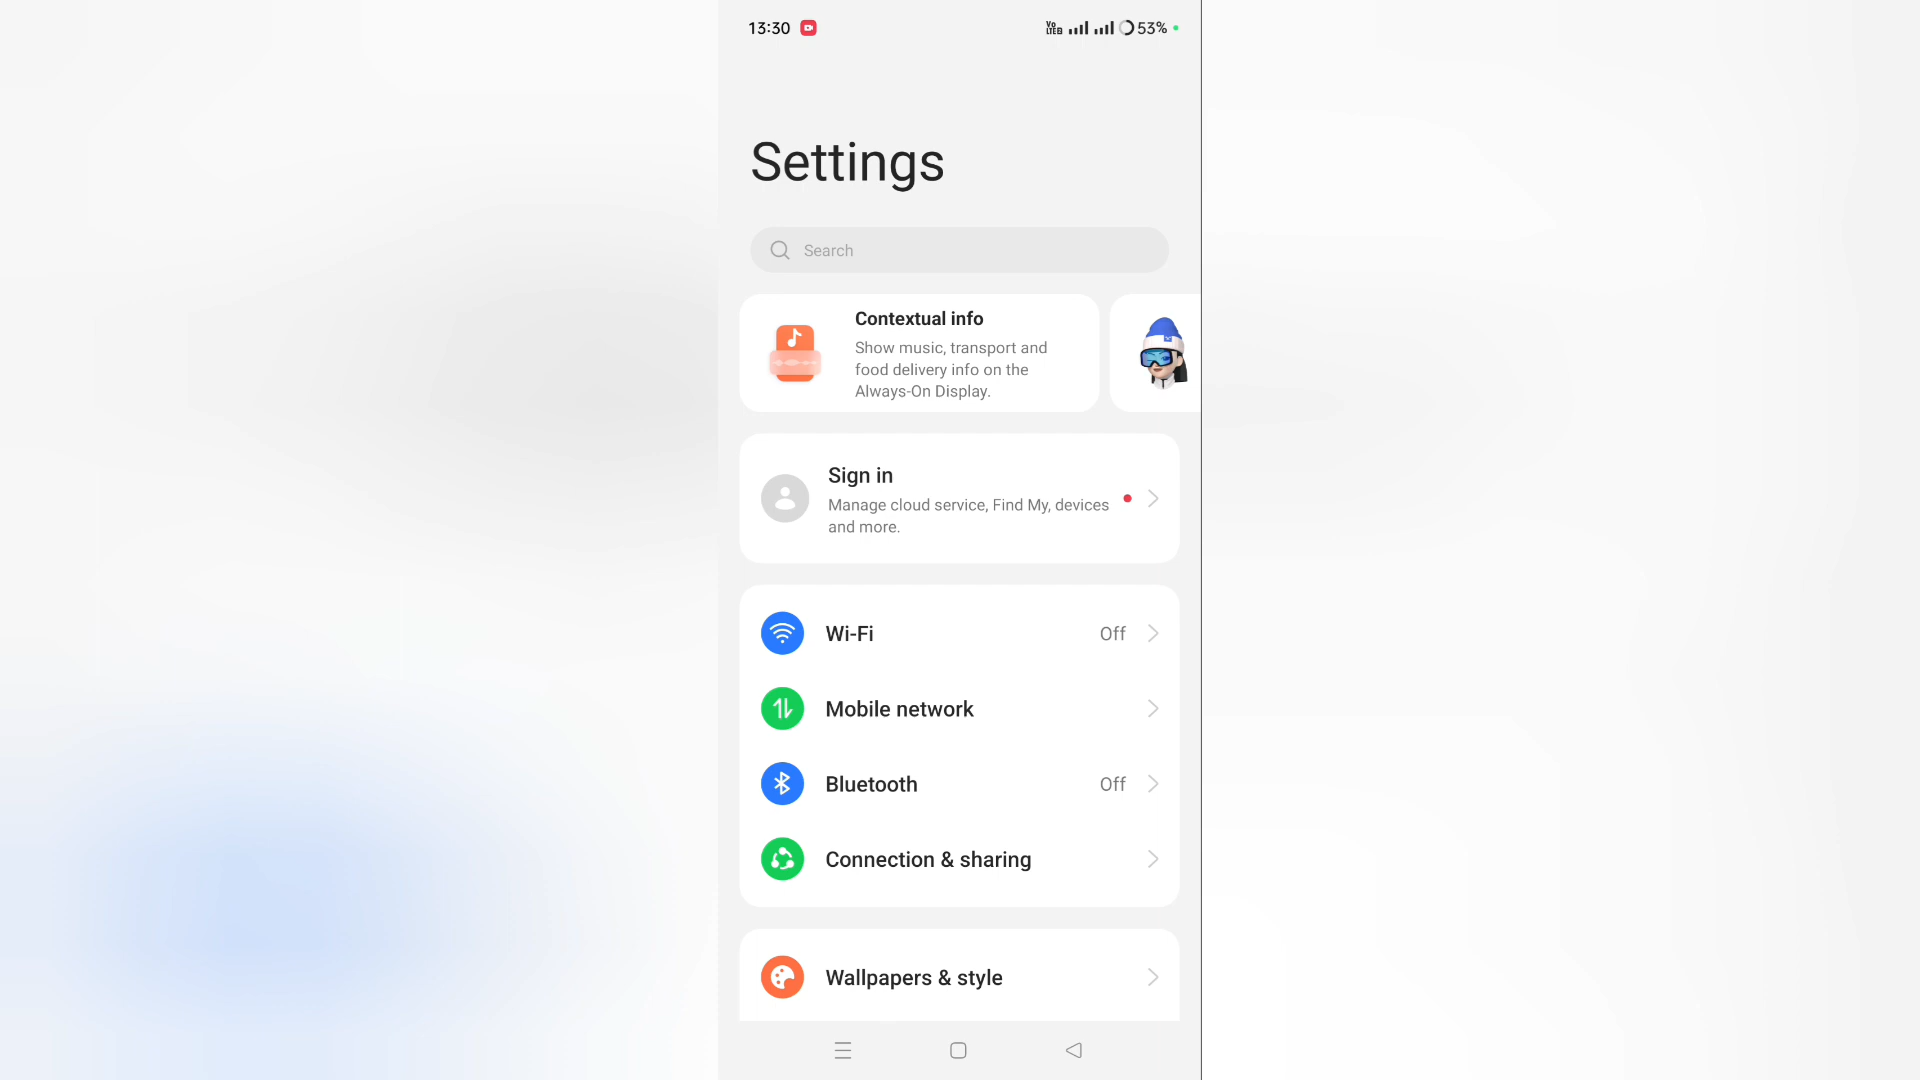 13:30
Vo LTE2 53%
Settings
Search
Contextual info
Show music, transport and
food delivery info on the
Always-On Display.
Sign in
Manage cloud service, Find My, devices
and more.
Wi-Fi Off
Mobile network
Bluetooth Off
Connection & sharing
Wallpapers & style